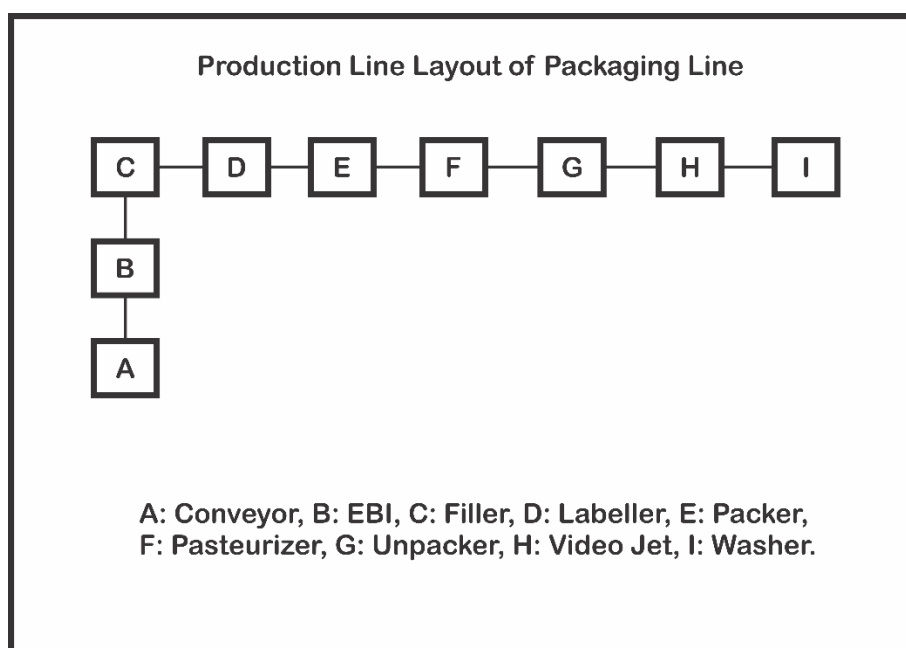 Production Line Layout of Packaging Line
C D E F G H I
B
A
A: Conveyor, B: EBI, C: Filler, D: Labeller, E: Packer,
F: Pasteurizer, G: Unpacker, H: Video Jet, I: Washer.